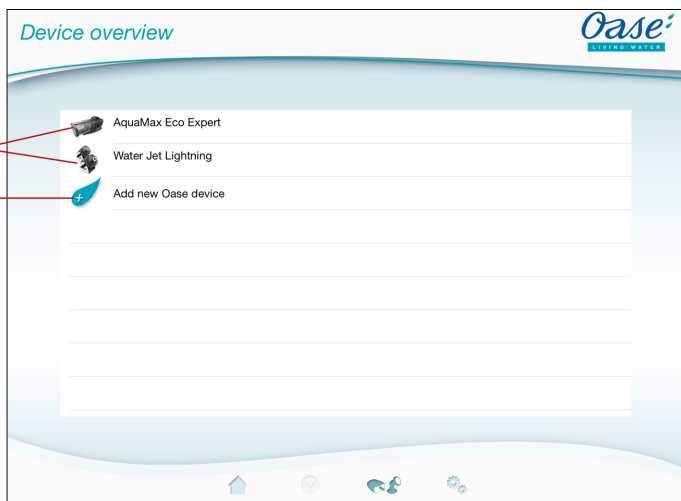 Device overview
Oase
LIVING WATER
AquaMax Eco Expert
Water Jet Lightning
Add new Oase device